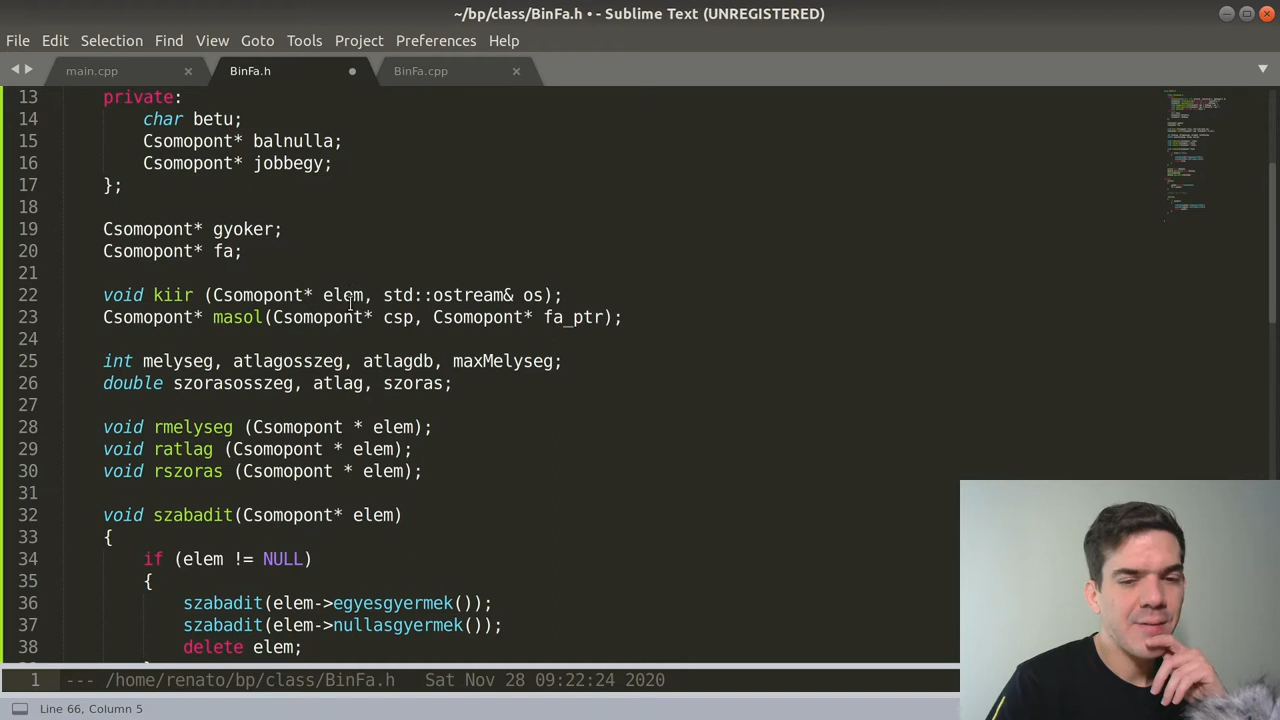 ~/bp/class/BinFa.h • - Sublime Text (UNREGISTERED)
File Edit Selection Find View Goto Tools Project Preferences Help
main.cpp × BinFa.h BinFa.cpp ×
13 private:
14 char betu;
15 Csomopont* balnulla;
16 Csomopont* jobbegy;
17 };
18
19 Csomopont* gyoker;
20 Csomopont* fa;
21
22 void kiir (Csomopont* elem, std::ostream& os);
23 Csomopont* masol(Csomopont* csp, Csomopont* fa_ptr);
24
25 int melyseg, atlagosszeg, atlagdb, maxMelyseg;
26 double szorasosszeg, atlag, szoras;
27
28 void rmelyseg (Csomopont * elem);
29 void ratlag (Csomopont * elem);
30 void rszoras (Csomopont * elem);
31
32 void szabadit(Csomopont* elem)
33 {
34 if (elem != NULL)
35 {
36 szabadit(elem->egyesgyermek());
37 szabadit(elem->nullasgyermek());
38 delete elem;
1 --- /home/renato/bp/class/BinFa.h Sat Nov 28 09:22:24 2020
Line 66, Column 5